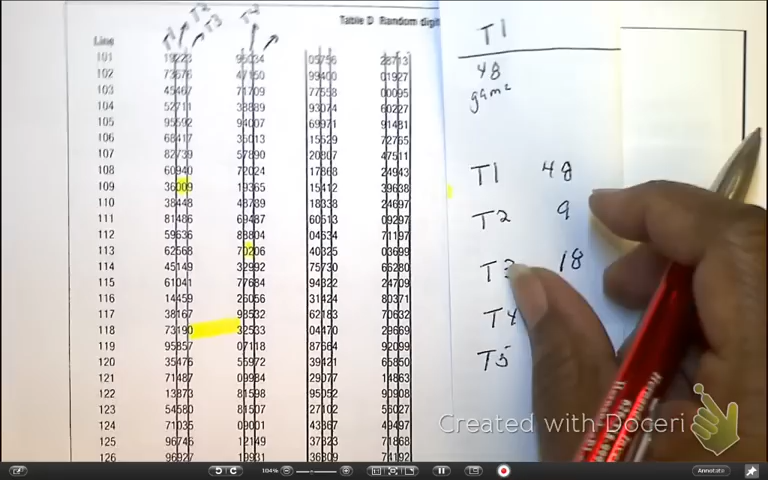 T1 T2 T3 T2
Table D Random digit
T1
Line
48
game
101 19223 95034 05756 28713
102 73676 47150 99400 01927
103 45467 71709 77558 00095
104 52711 38889 93074 60227
105 95592 94007 69971 91481
106 68417 35013 15529 72765
107 82739 57890 20807 47511
108 60940 72024 17868 24943
T1 48
109 36009 19365 15412 39638
110 38448 48789 18338 24697
T2 9
111 81486 69487 60513 09297
112 59636 88804 04634 71197
113 62568 70206 40325 03699
T3 18
114 45149 32992 75730 66280
115 61041 77684 94322 24709
116 14459 26056 31424 80371
T4
117 38167 98532 62183 70632
118 73190 32533 04470 29669
119 95857 07118 87664 92099
T5
120 35476 55972 39421 65850
121 71487 09984 29077 14863
122 13873 81598 95052 90908
123 54580 81507 27102 56027
124 71035 09001 43367 49497
Created with Doceri
125 96746 12149 37823 71868
126 96927 19931 36809 74192
104%
Annotate